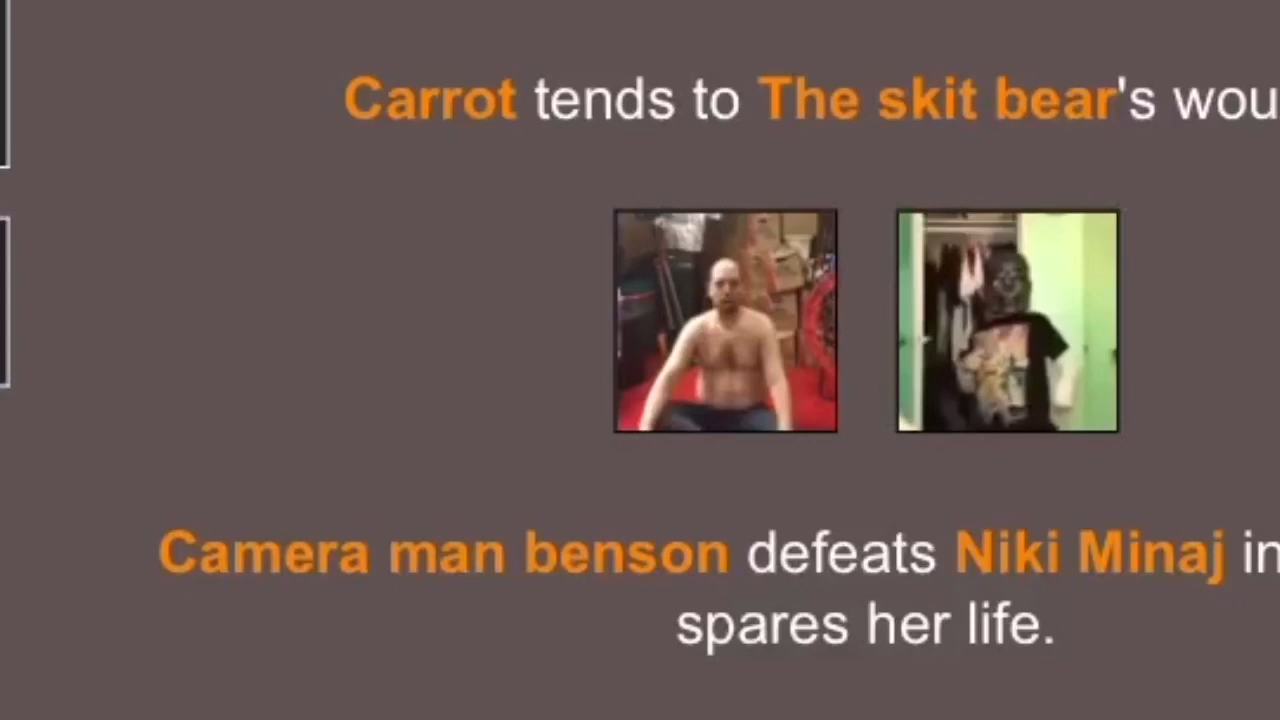 Carrot tends to The skit bear's wou
Camera man benson defeats Niki Minaj in
spares her life.